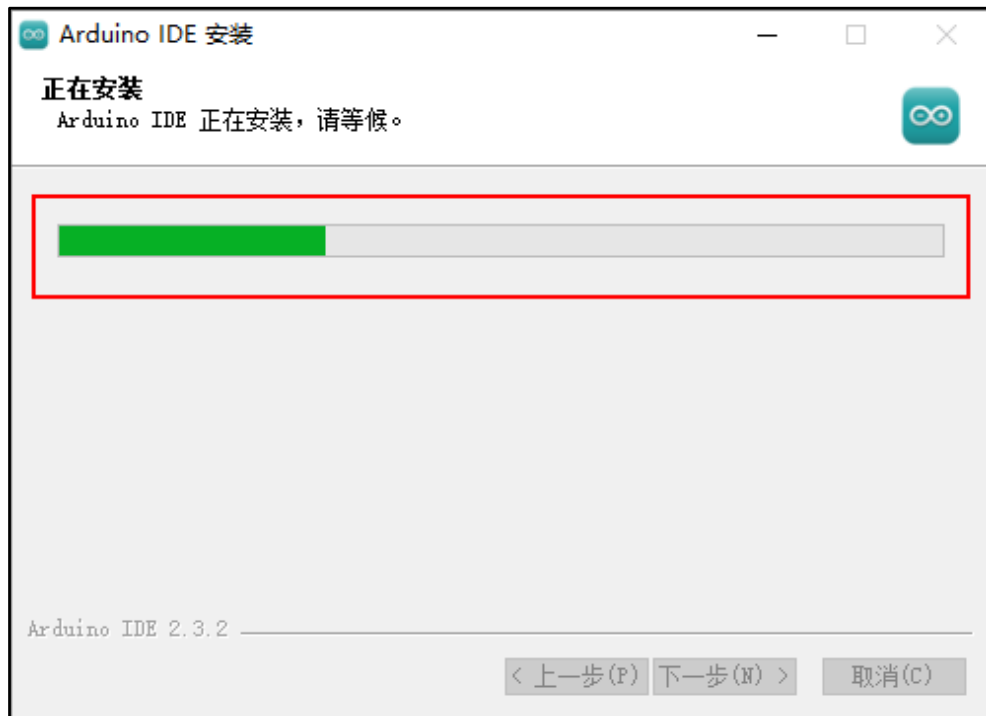 Arduino IDE 安装
正在安装
Arduino IDE 正在安装，请等候。
Arduino IDE 2.3.2
< 上一步(P) 下一步(N) > 取消(C)